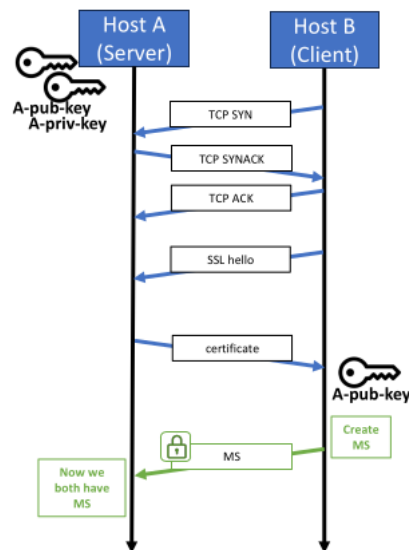 Host A
(Server)
Host B
(Client)
A-pub-key
A-priv-key
TCP SYN
TCP SYNACK
TCP ACK
SSL hello
certificate
A-pub-key
Create
MS
MS
Now we
both have
MS